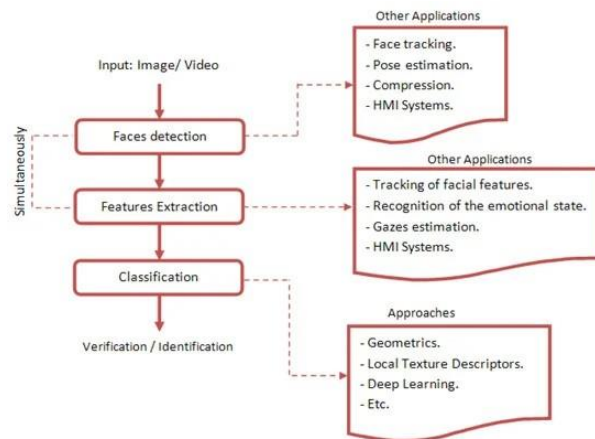 Input: Image/ Video
Faces detection
Simultaneously
Features Extraction
Classification
Verification / Identification
Other Applications
- Face tracking.
- Pose estimation.
- Compression.
- HMI Systems.
Other Applications
- Tracking of facial features.
- Recognition of the emotional state.
- Gazes estimation.
- HMI Systems.
Approaches
- Geometrics.
- Local Texture Descriptors.
- Deep Learning.
- Etc.